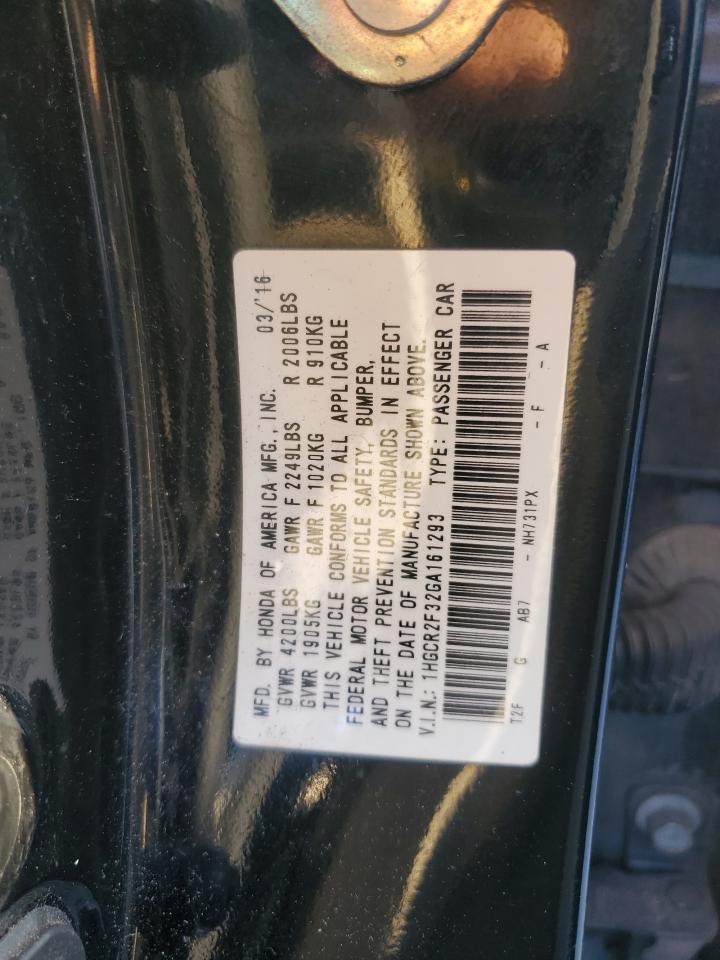 MFD. BY HONDA OF AMERICA MFG., INC. 03/'16
GVWR 4200LBS GAWR F 2249LBS R 2006LBS
GVWR 1905KG GAWR F 1020KG R 910KG
THIS VEHICLE CONFORMS TO ALL APPLICABLE
FEDERAL MOTOR VEHICLE SAFETY, BUMPER,
AND THEFT PREVENTION STANDARDS IN EFFECT
ON THE DATE OF MANUFACTURE SHOWN ABOVE.
V.I.N.: 1HGCR2F32GA161293 TYPE: PASSENGER CAR
T2F G AB7 - NH731PX - F - A